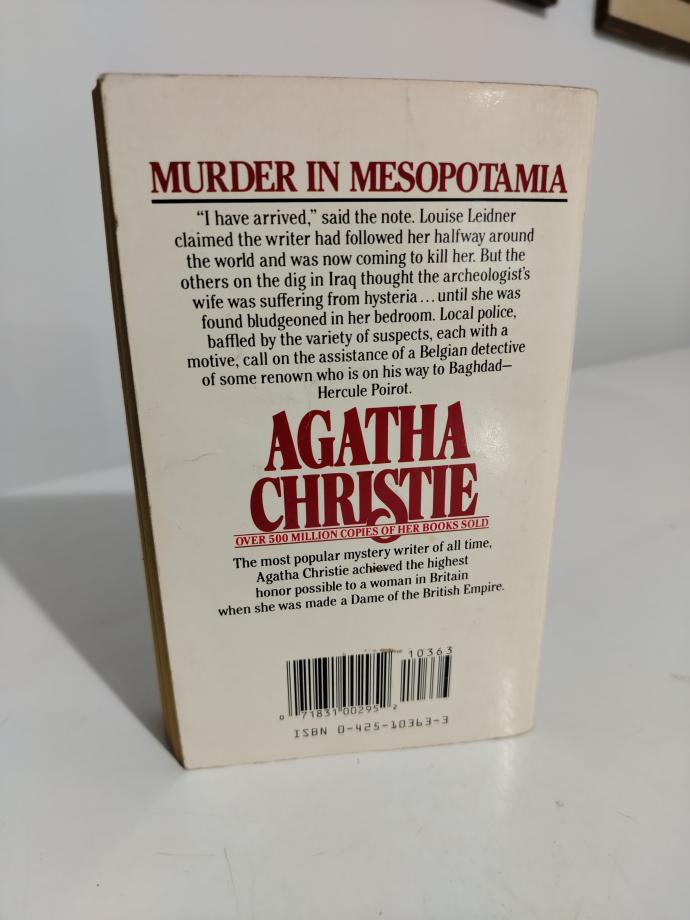 MURDER IN MESOPOTAMIA
“I have arrived,” said the note. Louise Leidner
claimed the writer had followed her halfway around
the world and was now coming to kill her. But the
others on the dig in Iraq thought the archeologist’s
wife was suffering from hysteria...until she was
found bludgeoned in her bedroom. Local police,
baffled by the variety of suspects, each with a
motive, call on the assistance of a Belgian detective
of some renown who is on his way to Baghdad—
Hercule Poirot.
AGATHA
CHRISTIE
OVER 500 MILLION COPIES OF HER BOOKS SOLD
The most popular mystery writer of all time,
Agatha Christie achieved the highest
honor possible to a woman in Britain
when she was made a Dame of the British Empire.
10363
0 71831 00295 2
ISBN 0-425-10363-3